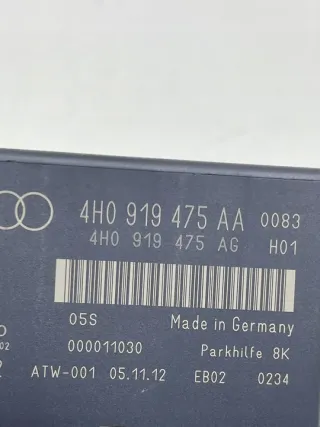 4H0 919 475 AA 0083
4H0 919 475 AG H01
05S Made in Germany
000011030 Parkhilfe 8K
ATW-001 05.11.12 EB02 0234